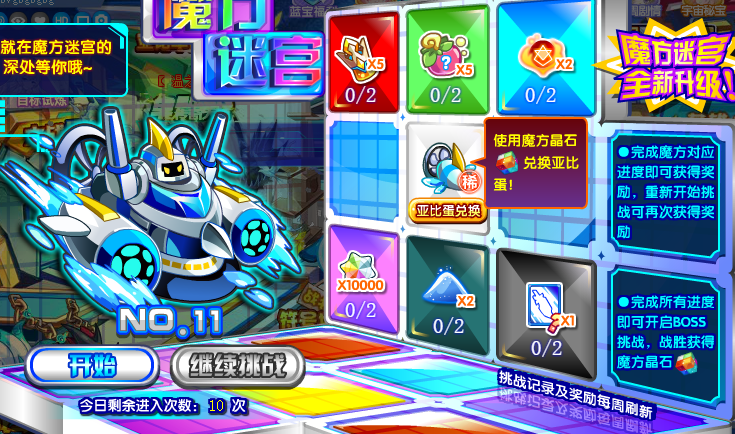 就在魔方迷宫的
深处等你哦~
魔方
迷宫
魔方迷宫
全新升级!
X5
0/2
X5
0/2
X2
0/2
使用魔方晶石
兑换亚比
蛋!
稀
亚比蛋兑换
●完成魔方对应
进度即可获得奖
励，重新开始挑
战可再次获得奖
励
X10000
0/2
X2
0/2
X1
0/2
●完成所有进度
即可开启BOSS
挑战，战胜获得
魔方晶石
NO.11
开始
继续挑战
挑战记录及奖励每周刷新
今日剩余进入次数: 10 次